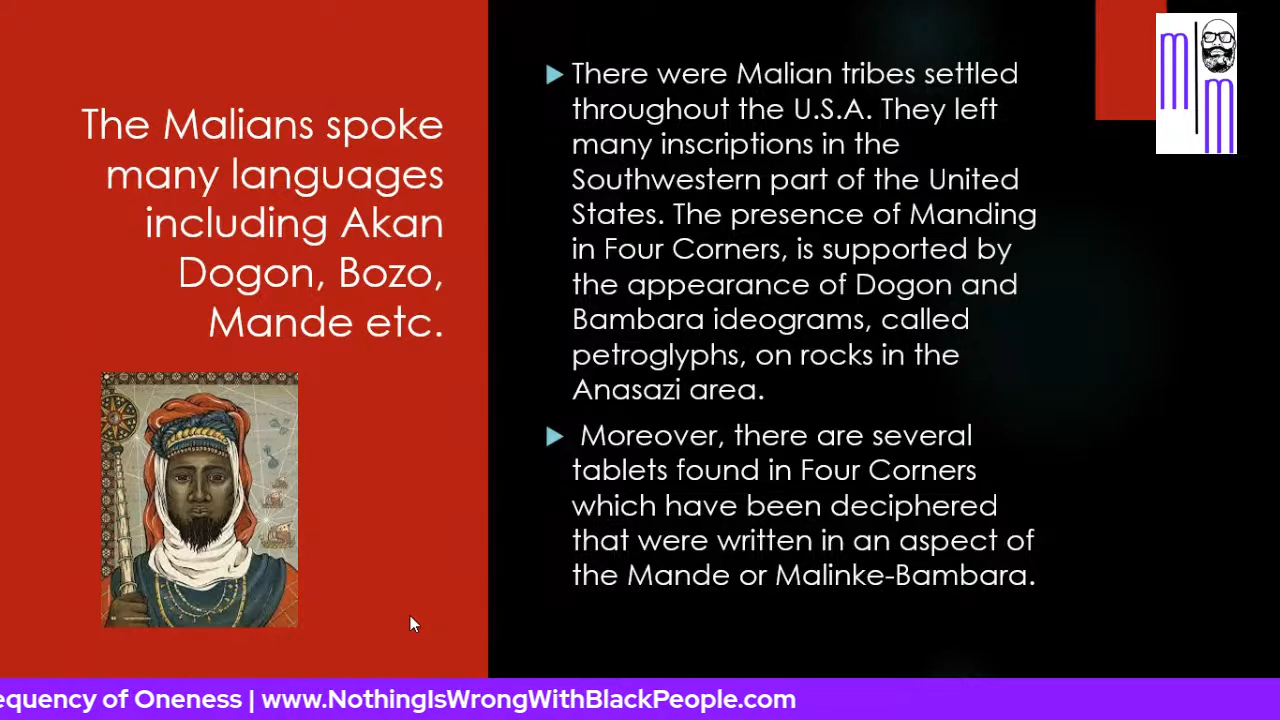 The Malians spoke
many languages
including Akan
Dogon, Bozo,
Mande etc.
There were Malian tribes settled
throughout the U.S.A. They left
many inscriptions in the
Southwestern part of the United
States. The presence of Manding
in Four Corners, is supported by
the appearance of Dogon and
Bambara ideograms, called
petroglyphs, on rocks in the
Anasazi area.
Moreover, there are several
tablets found in Four Corners
which have been deciphered
that were written in an aspect of
the Mande or Malinke-Bambara.
m
m
equency of Oneness | www.NothingIsWrongWithBlackPeople.com